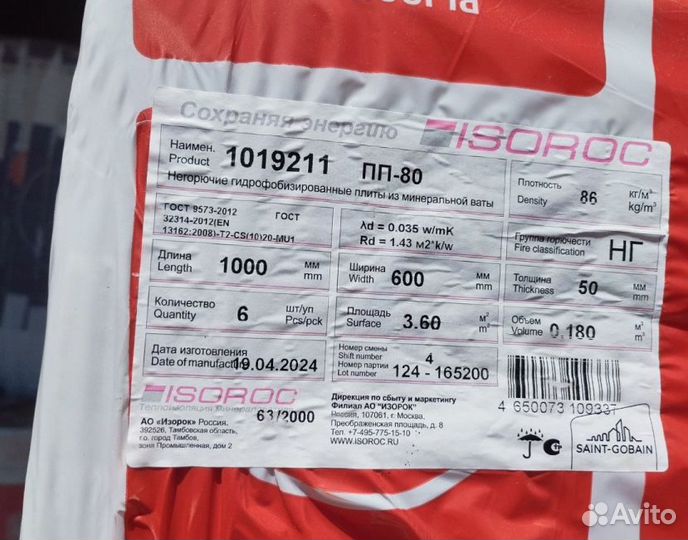 Сохраняя энергию ISOROC
Наимен. Product 1019211 ПП-80
Негорючие гидрофобизированные плиты из минеральной ваты
Плотность Density 86 кг/м³ kg/m³
ГОСТ 9573-2012 ГОСТ
32314-2012(EN
13162:2008)-T2-CS(10)20-MU1
λd = 0.035 w/mK
Rd = 1.43 м2*k/w
Группа горючести Fire classification НГ
Длина Length 1000 мм mm
Ширина Width 600 мм mm
Толщина Thickness 50 мм mm
Количество Quantity 6 шт/уп Pcs/pck
Площадь Surface 3.60 м² m²
Объем Volume 0.180 м³ m³
Дата изготовления
Date of manufact 19.04.2024
Номер смены
Shift number 4
Номер партии
Lot number 124 - 165200
4 650073 109337
ISOROC
Теплоизоляция Минерал 63/2000
АО «Изорок» Россия,
392526, Тамбовская область,
г.о. город Тамбов,
зона Промышленная, дом 2
Дирекция по сбыту и маркетингу
Филиал АО "ИЗОРОК"
Россия, 107061, г. Москва,
Преображенская площадь, д. 8
Тел. +7-495-775-15-10
WWW.ISOROC.RU
SAINT-GOBAIN
Avito